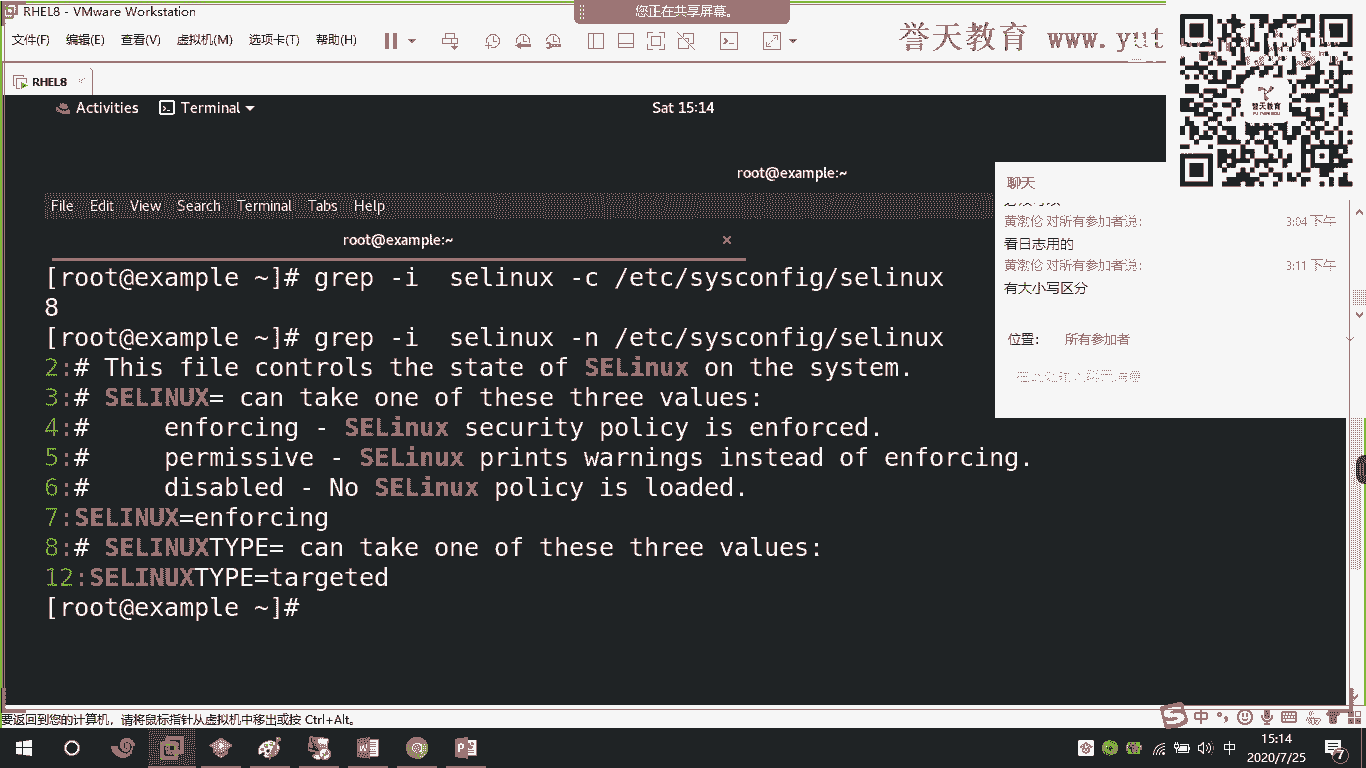 RHEL8 - VMware Workstation
您正在共享屏幕。
文件(F) 编辑(E) 查看(V) 虚拟机(M) 选项卡(T) 帮助(H)
誉天教育 www.yut
RHEL8
誉天教育
Activities Terminal Sat 15:14
root@example:~
File Edit View Search Terminal Tabs Help
root@example:~ ×
[root@example ~]# grep -i  selinux -c /etc/sysconfig/selinux
8
[root@example ~]# grep -i  selinux -n /etc/sysconfig/selinux
2:# This file controls the state of SELinux on the system.
3:# SELINUX= can take one of these three values:
4:#     enforcing - SELinux security policy is enforced.
5:#     permissive - SELinux prints warnings instead of enforcing.
6:#     disabled - No SELinux policy is loaded.
7:SELINUX=enforcing
8:# SELINUXTYPE= can take one of these three values:
12:SELINUXTYPE=targeted
[root@example ~]#
聊天
黄渤伦 对所有参加者说: 3:04 下午
看日志用的
黄渤伦 对所有参加者说: 3:11 下午
有大小写区分
位置: 所有参加者
要返回到您的计算机，请将鼠标指针从虚拟机中移出或按 Ctrl+Alt。
中
中 15:14
2020/7/25
7